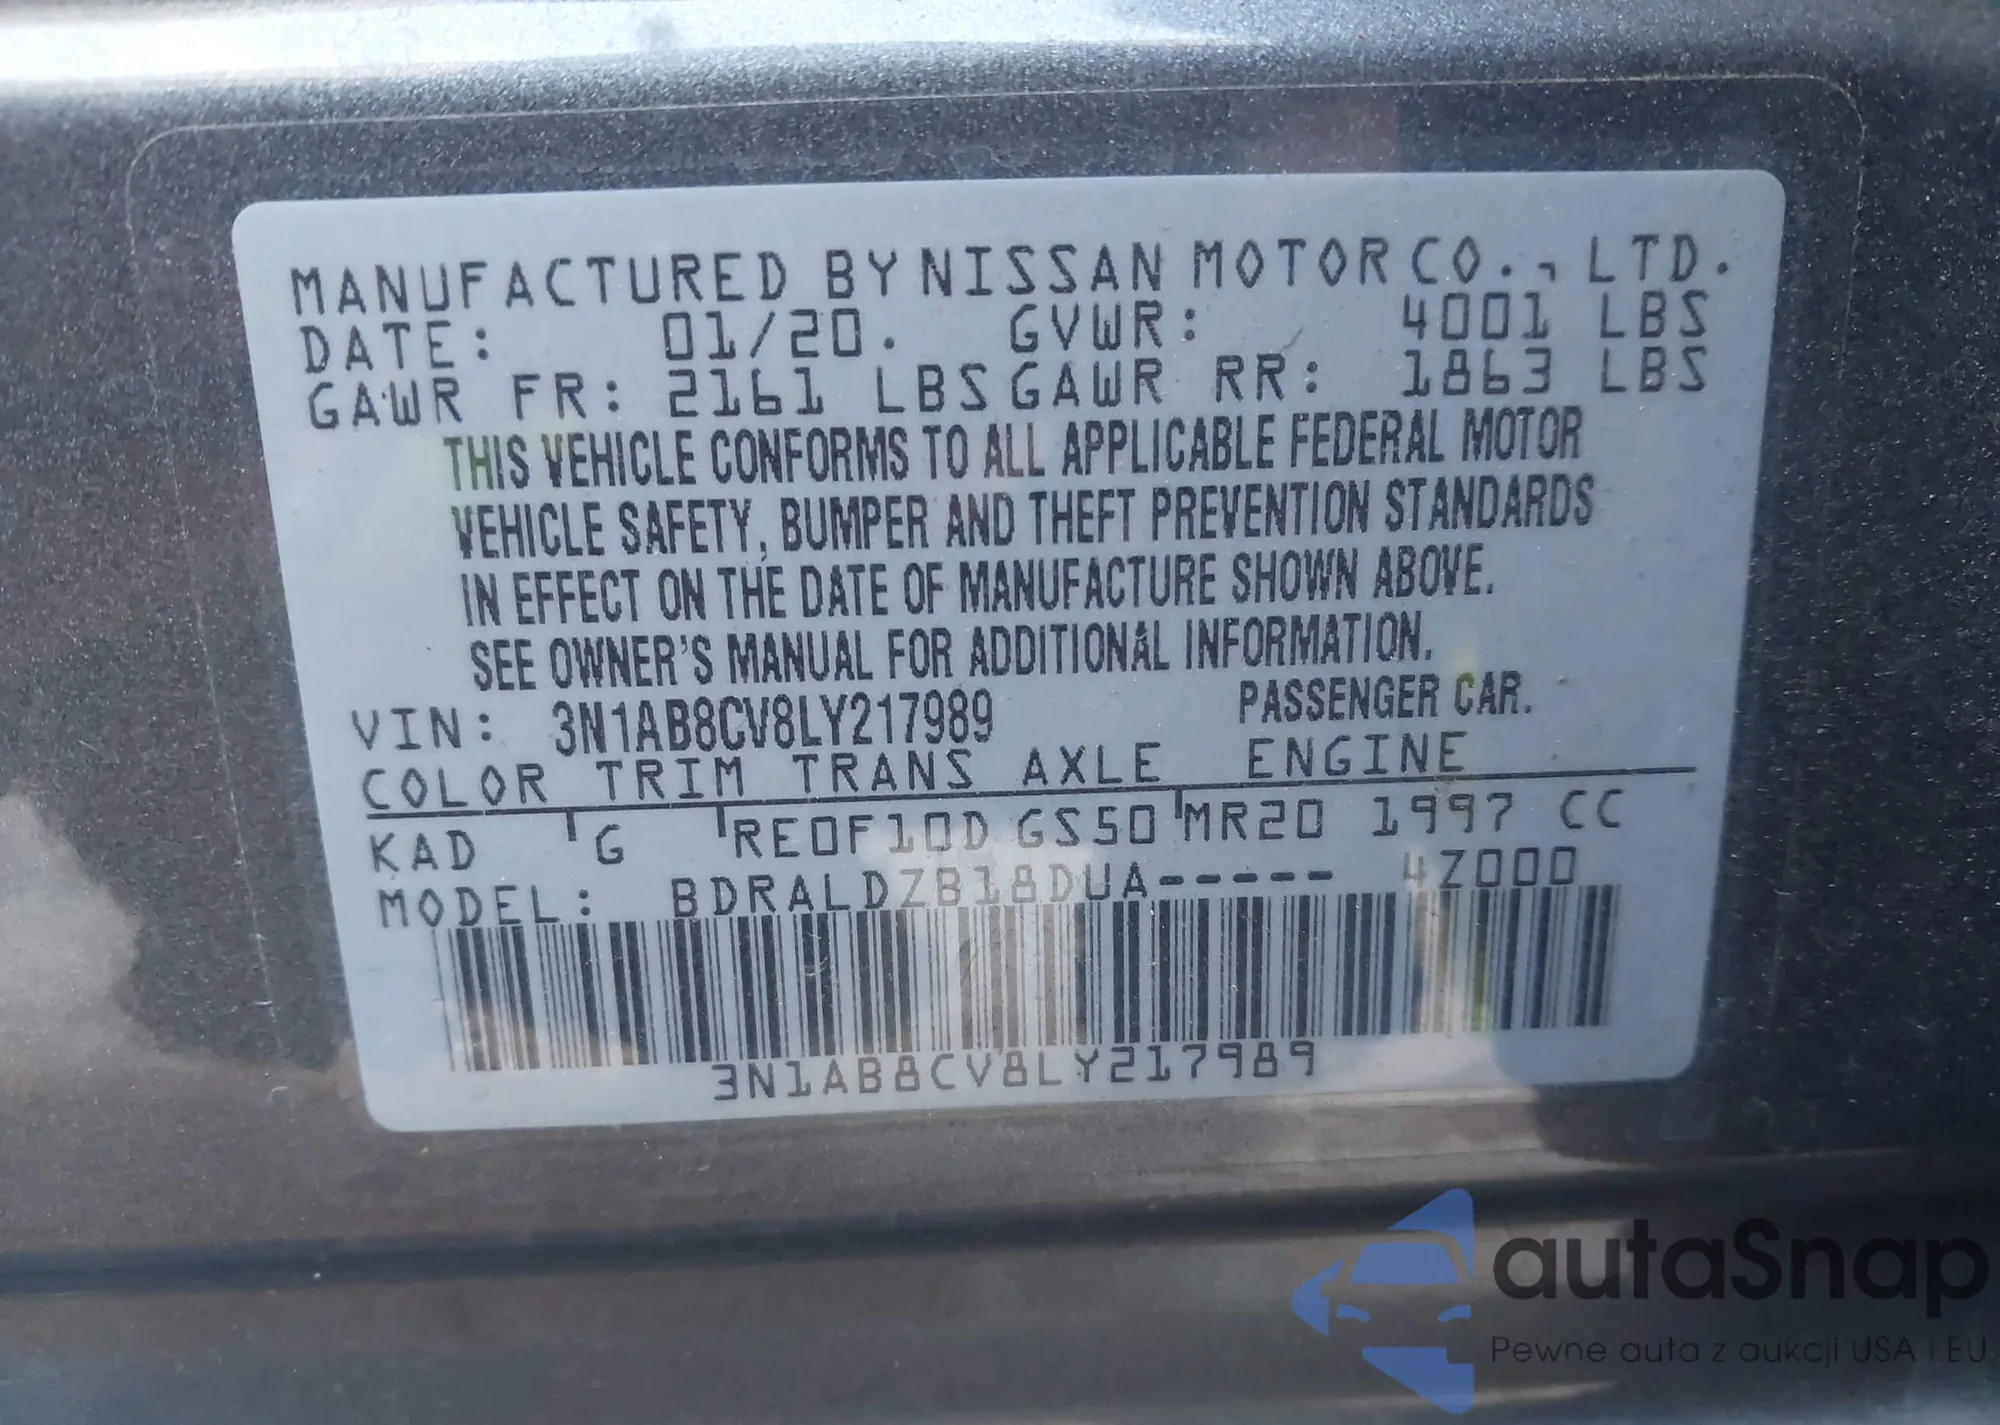 MANUFACTURED BY NISSAN MOTOR CO., LTD.
DATE: 01/20. GVWR: 4001 LBS
GAWR FR: 2161 LBS GAWR RR: 1863 LBS
THIS VEHICLE CONFORMS TO ALL APPLICABLE FEDERAL MOTOR
VEHICLE SAFETY, BUMPER AND THEFT PREVENTION STANDARDS
IN EFFECT ON THE DATE OF MANUFACTURE SHOWN ABOVE.
SEE OWNER'S MANUAL FOR ADDITIONAL INFORMATION.
VIN: 3N1AB8CV8LY217989 PASSENGER CAR.
COLOR TRIM TRANS AXLE ENGINE
KAD G RE0F10D GS50 MR20 1997 CC
MODEL: BDRALDZB18DUA----- 4Z000
3N1AB8CV8LY217989
autaSnap
Pewne auta z aukcji USA i EU